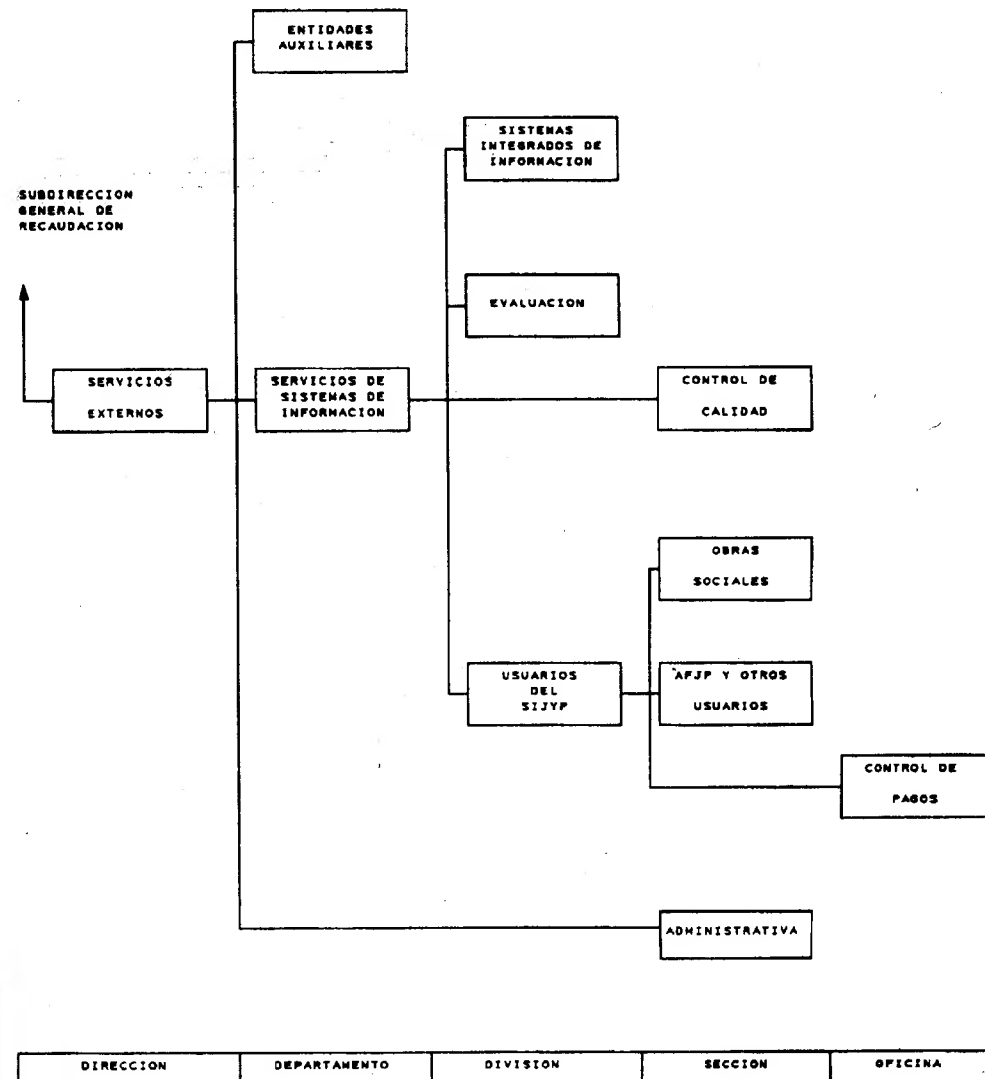 ENTIDADES
AUXILIARES
SISTEMAS
INTEGRADOS DE
INFORMACION
SUBDIRECCION
GENERAL DE
RECAUDACION
EVALUACION
SERVICIOS
EXTERNOS
SERVICIOS DE
SISTEMAS DE
INFORMACION
CONTROL DE
CALIDAD
OBRAS
SOCIALES
USUARIOS
DEL
SIJYP
AFJP Y OTROS
USUARIOS
CONTROL DE
PAGOS
ADMINISTRATIVA
DIRECCION
DEPARTAMENTO
DIVISION
SECCION
OFICINA